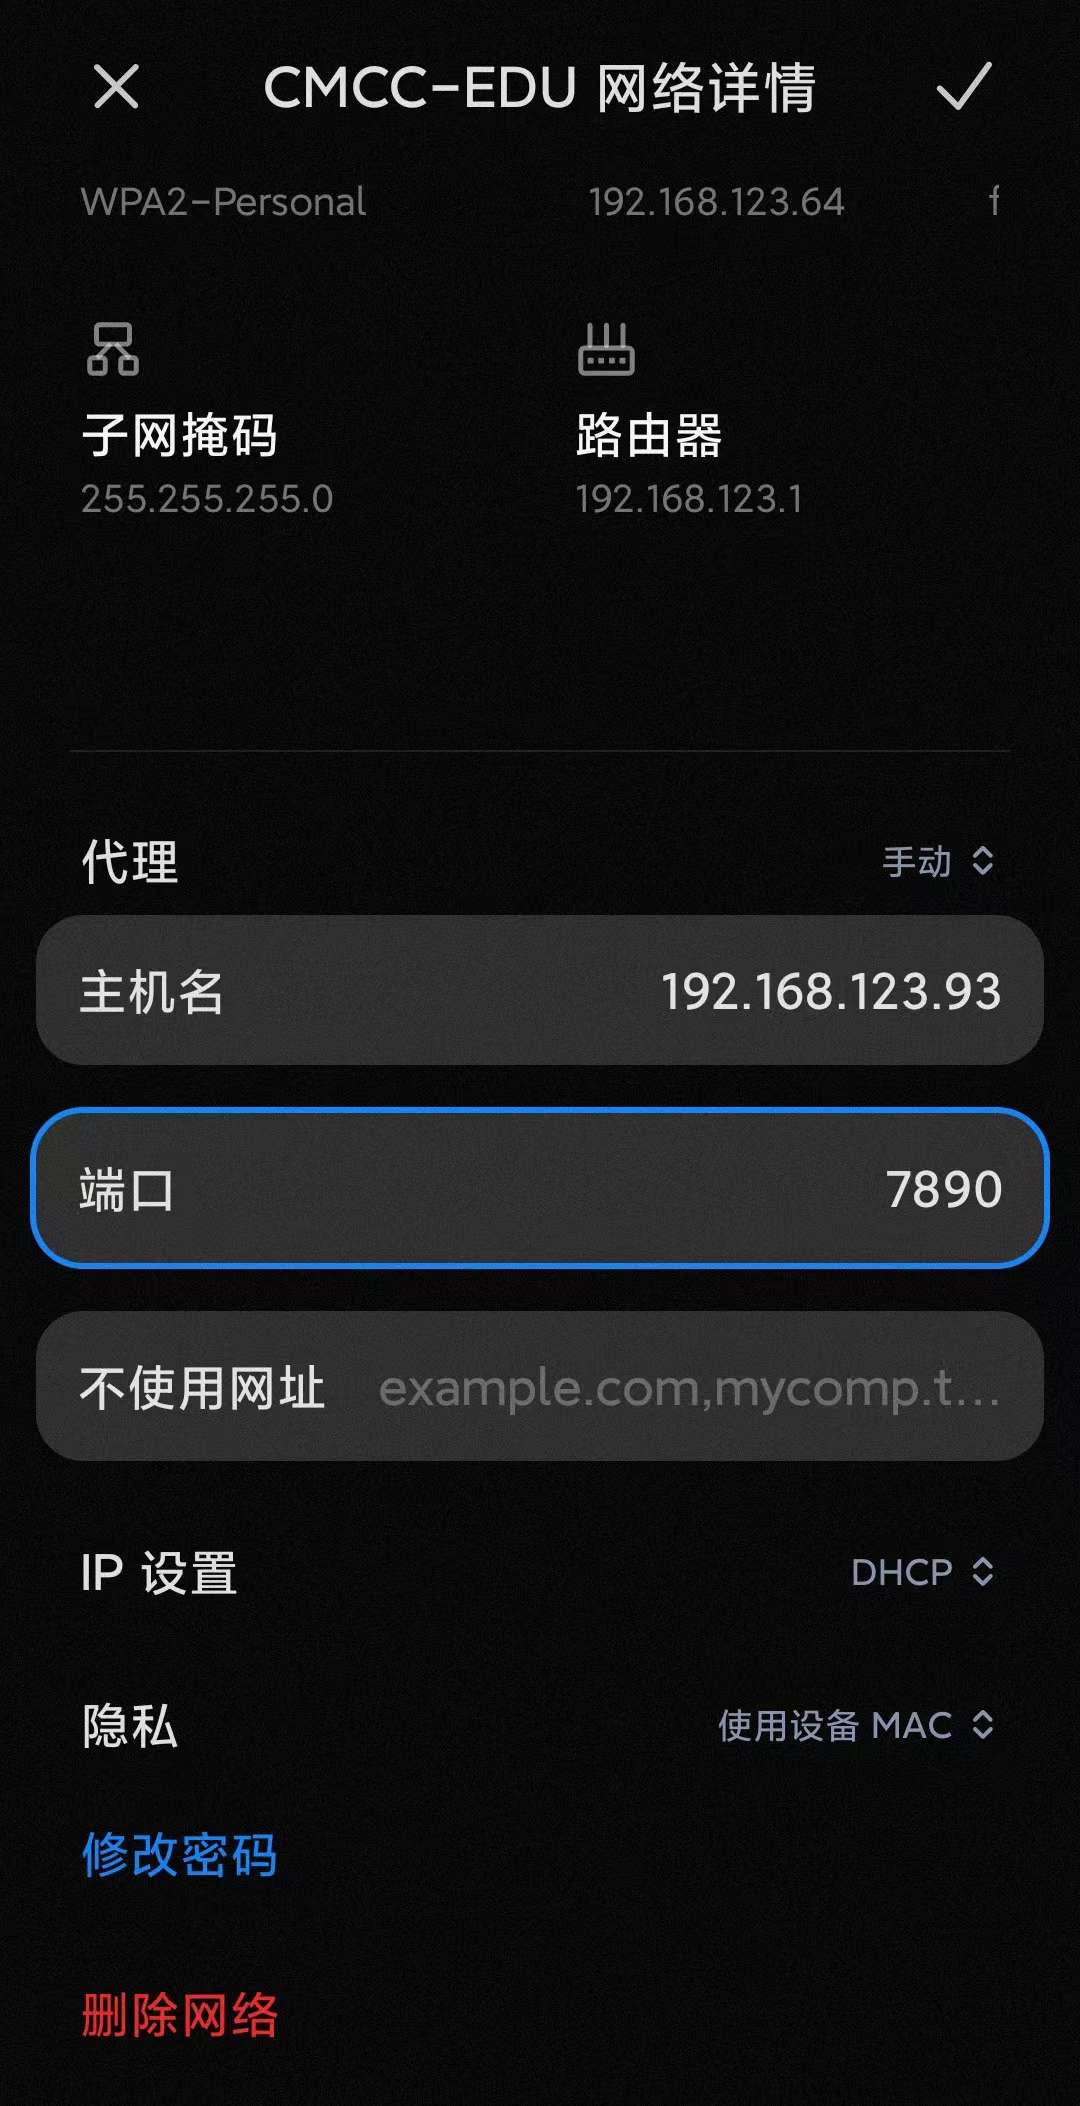 CMCC-EDU 网络详情
WPA2-Personal 192.168.123.64 f
子网掩码 路由器
255.255.255.0 192.168.123.1
代理 手动
主机名 192.168.123.93
端口 7890
不使用网址 example.com,mycomp.t...
IP 设置 DHCP
隐私 使用设备 MAC
修改密码
删除网络